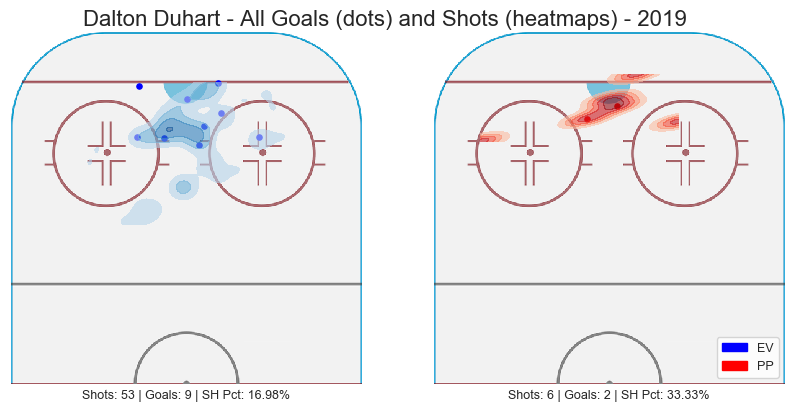 Dalton Duhart - All Goals (dots) and Shots (heatmaps) - 2019
EV
PP
Shots: 53 | Goals: 9 | SH Pct: 16.98%
Shots: 6 | Goals: 2 | SH Pct: 33.33%